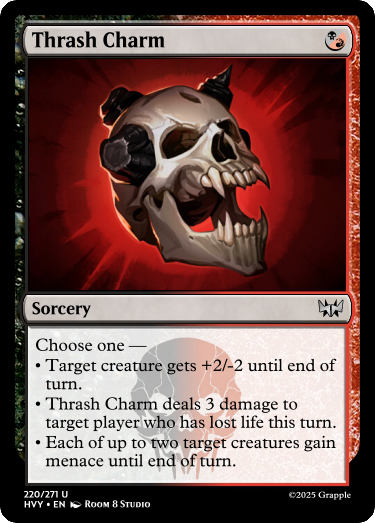 Thrash Charm
Sorcery
Choose one —
• Target creature gets +2/-2 until end of
turn.
• Thrash Charm deals 3 damage to
target player who has lost life this turn.
• Each of up to two target creatures gain
menace until end of turn.
220/271 U
HVY • EN Room 8 Studio
©2025 Grapple